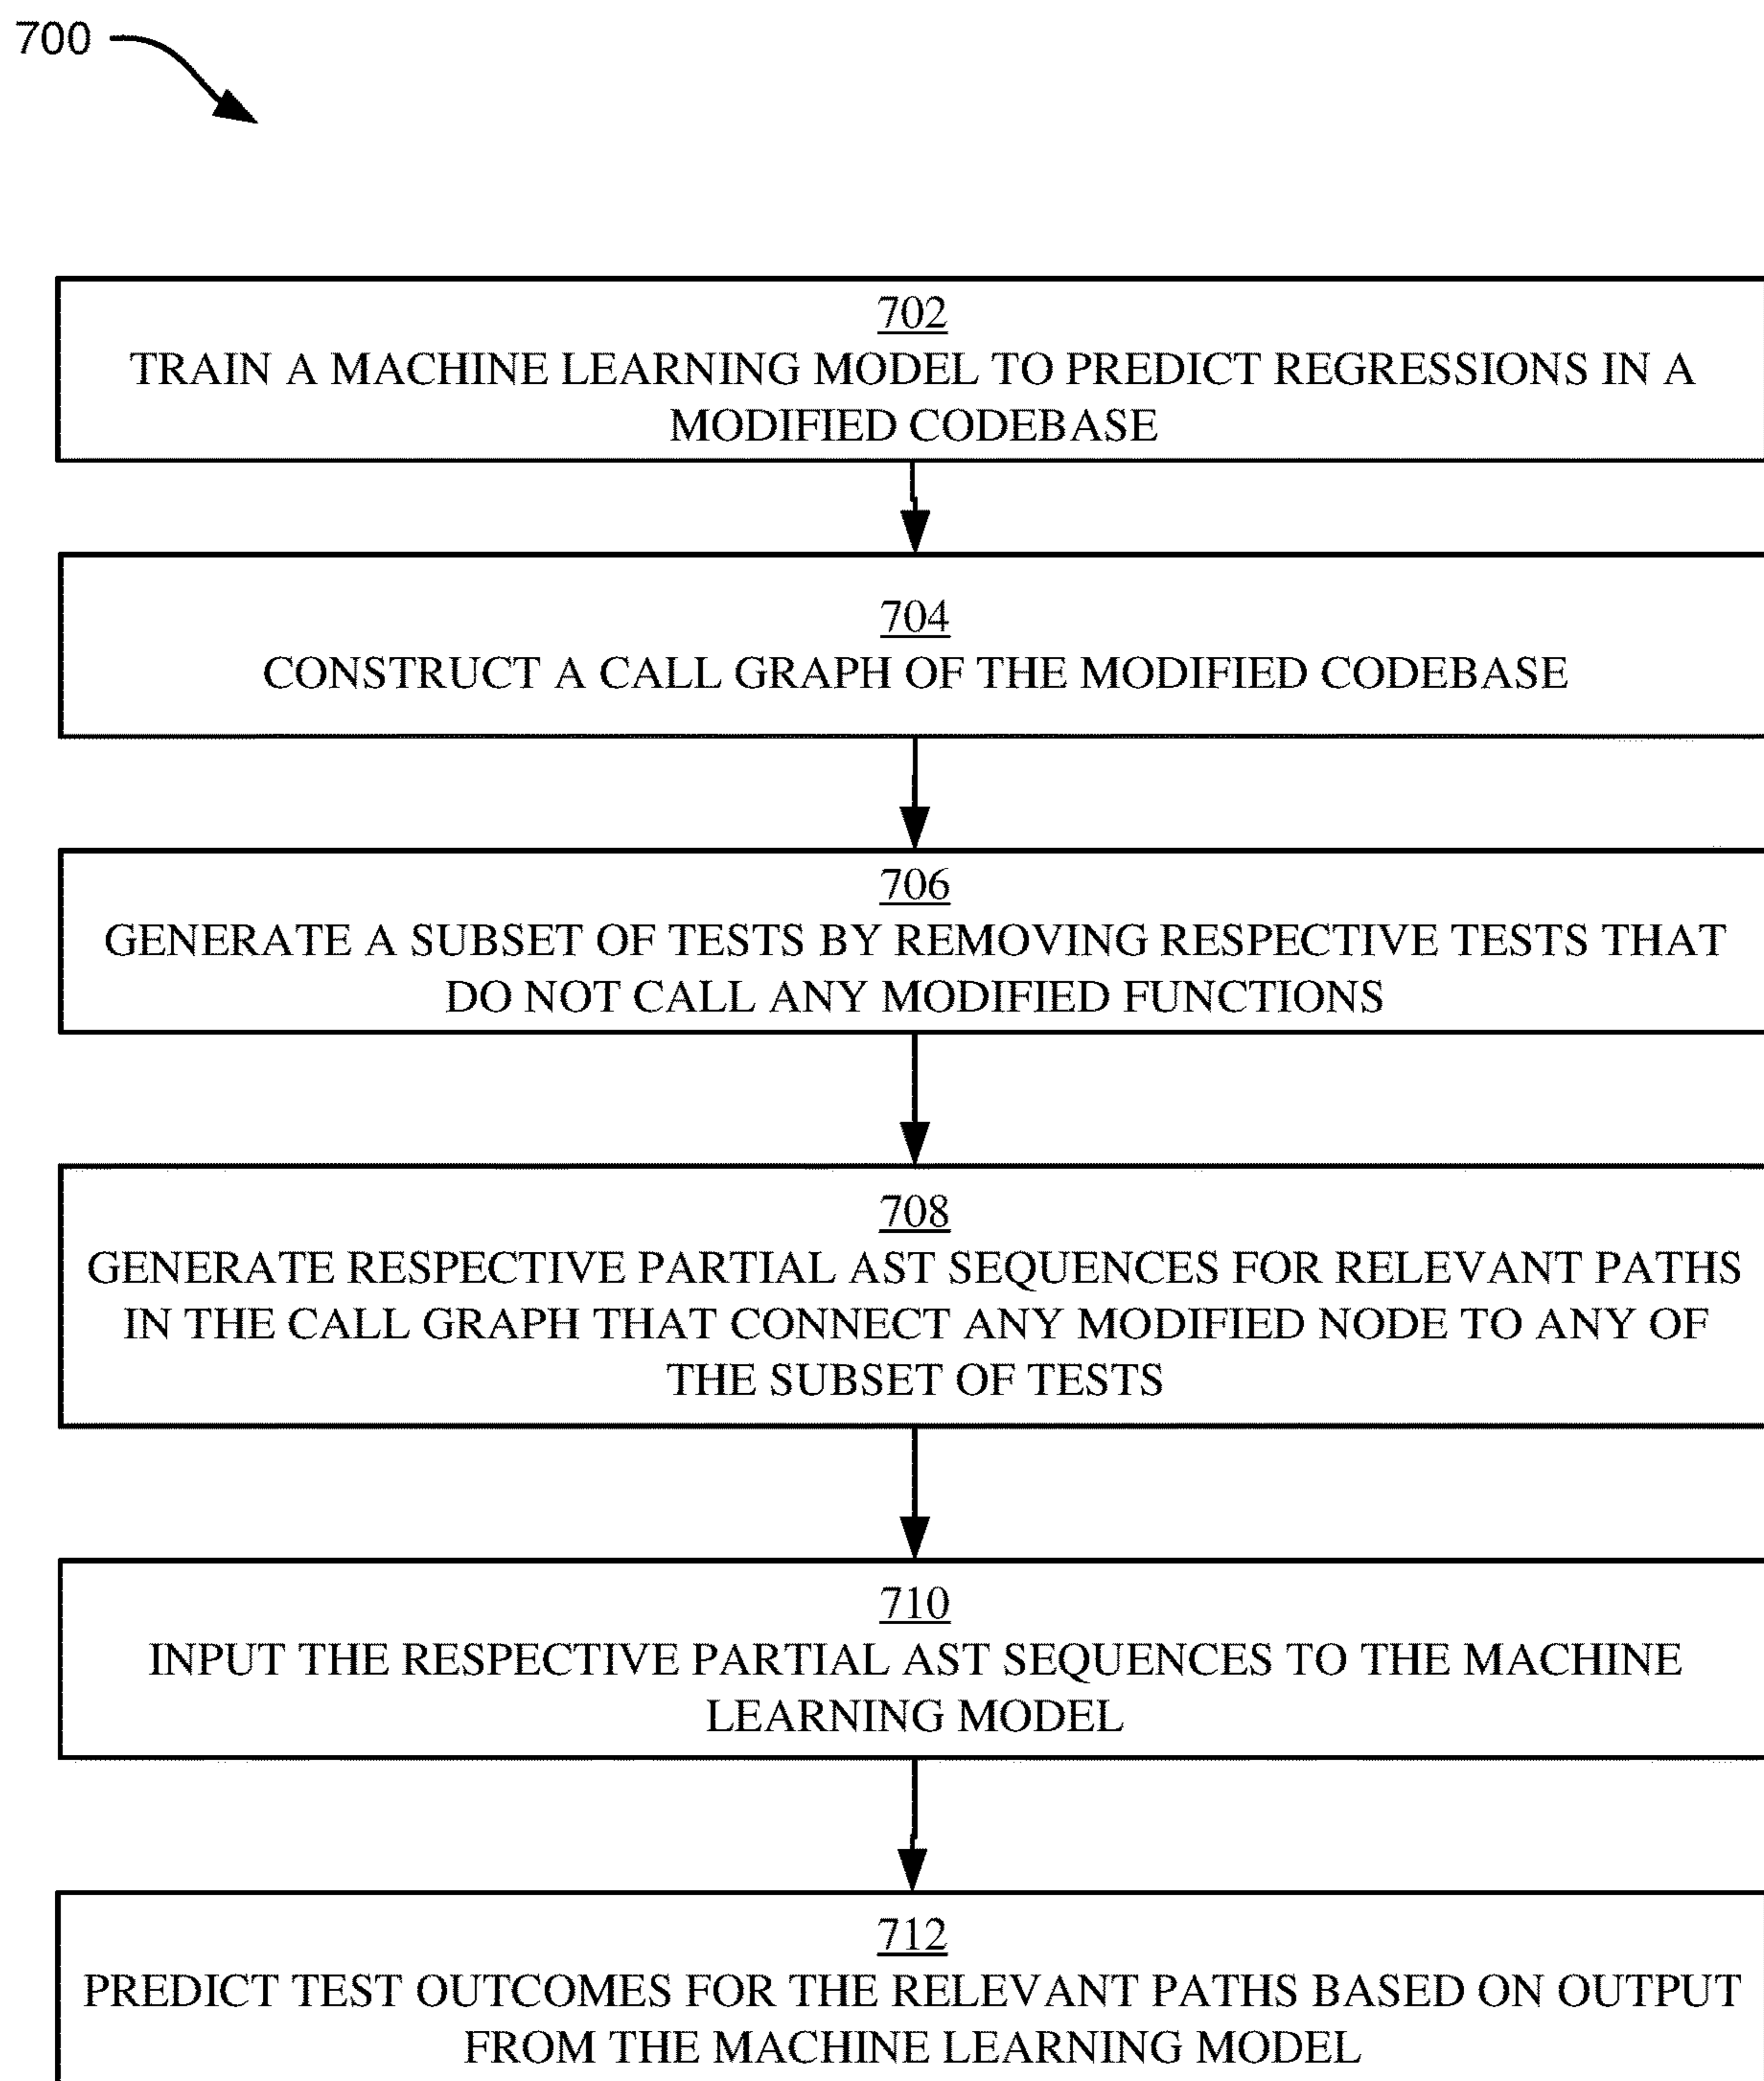 700
702
TRAIN A MACHINE LEARNING MODEL TO PREDICT REGRESSIONS IN A
MODIFIED CODEBASE
704
CONSTRUCT A CALL GRAPH OF THE MODIFIED CODEBASE
706
GENERATE A SUBSET OF TESTS BY REMOVING RESPECTIVE TESTS THAT
DO NOT CALL ANY MODIFIED FUNCTIONS
708
GENERATE RESPECTIVE PARTIAL AST SEQUENCES FOR RELEVANT PATHS
IN THE CALL GRAPH THAT CONNECT ANY MODIFIED NODE TO ANY OF
THE SUBSET OF TESTS
710
INPUT THE RESPECTIVE PARTIAL AST SEQUENCES TO THE MACHINE
LEARNING MODEL
712
PREDICT TEST OUTCOMES FOR THE RELEVANT PATHS BASED ON OUTPUT
FROM THE MACHINE LEARNING MODEL